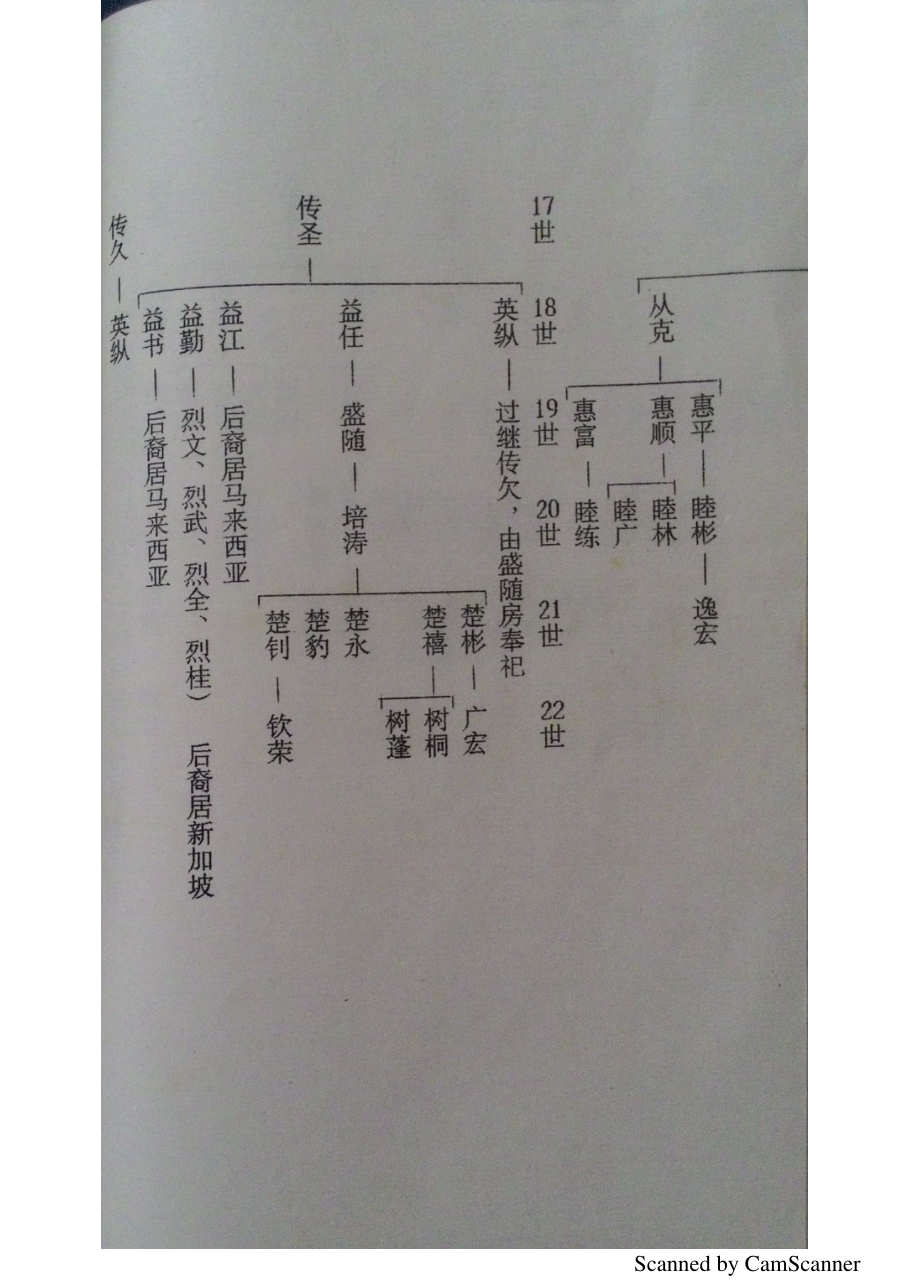 从克
惠平
睦彬
逸宏
惠顺
睦林
睦广
惠富
睦练
17世
18世
19世
20世
21世
22世
传圣
英纵
过继传欠，由盛随房奉祀
益任
盛随
培涛
楚彬
广宏
楚禧
树桐
树蓬
楚永
楚豹
楚钊
钦荣
益江
后裔居马来西亚
益勤
烈文、烈武、烈全、烈桂）
后裔居新加坡
益书
后裔居马来西亚
传久
英纵
Scanned by CamScanner